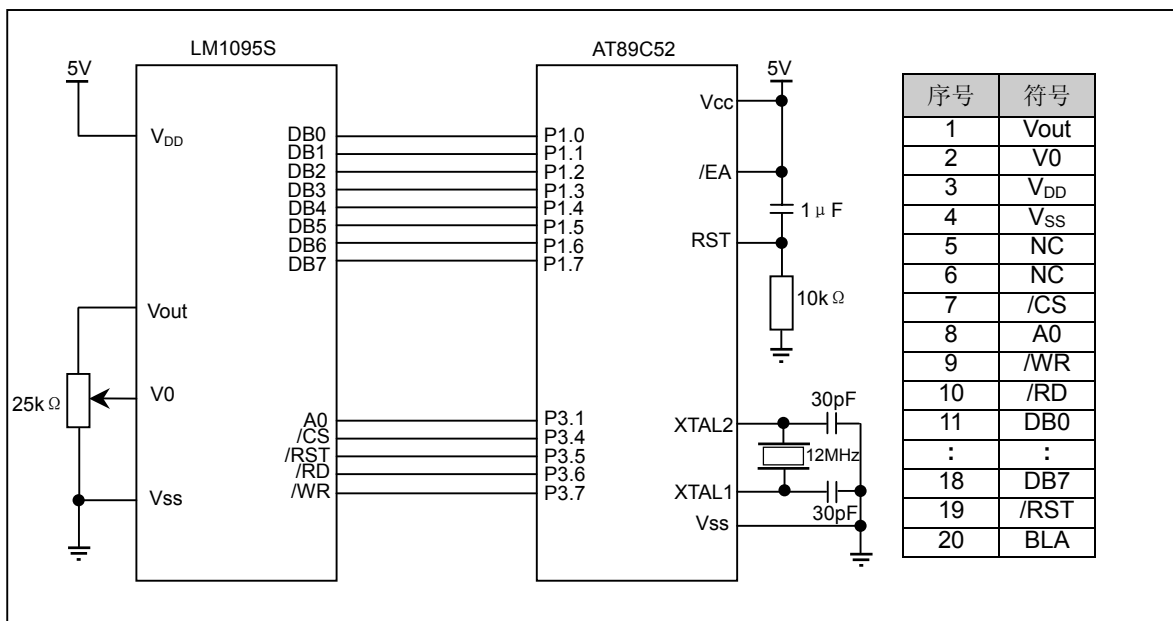 LM1095S
AT89C52
5V
V_DD
DB0
DB1
DB2
DB3
DB4
DB5
DB6
DB7
Vout
V0
25kΩ
Vss
A0
/CS
/RST
/RD
/WR
P1.0
P1.1
P1.2
P1.3
P1.4
P1.5
P1.6
P1.7
P3.1
P3.4
P3.5
P3.6
P3.7
5V
Vcc
/EA
1μF
RST
10kΩ
30pF
XTAL2
12MHz
XTAL1
30pF
Vss
序号 符号
1 Vout
2 V0
3 V_DD
4 V_SS
5 NC
6 NC
7 /CS
8 A0
9 /WR
10 /RD
11 DB0
: :
18 DB7
19 /RST
20 BLA